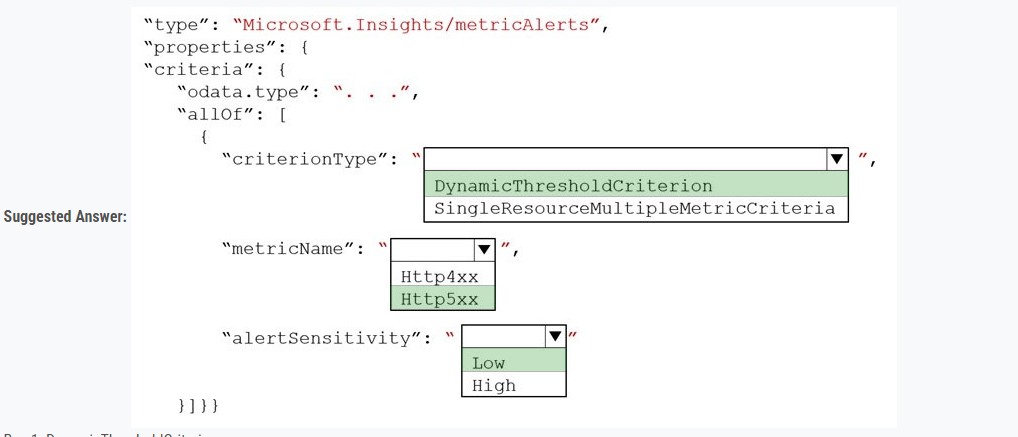 “type”: “Microsoft.Insights/metricAlerts”,
“properties”: {
“criteria”: {
“odata.type”: “. . .”,
“allOf”: [
{
“criterionType”: “ ”,
DynamicThresholdCriterion
SingleResourceMultipleMetricCriteria
Suggested Answer:
“metricName”: “ ”,
Http4xx
Http5xx
“alertSensitivity”: “ ”
Low
High
}]}}